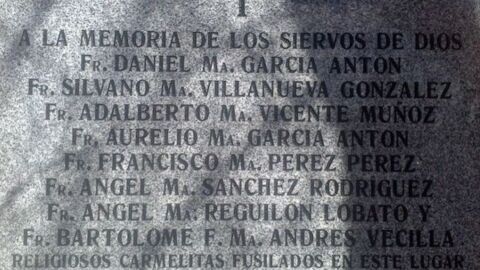 A LA MEMORIA DE LOS SIERVOS DE DIOS
FR. DANIEL MA. GARCIA ANTON
FR. SILVANO MA. VILLANUEVA GONZALEZ
FR. ADALBERTO MA. VICENTE MUÑOZ
FR. AURELIO MA. GARCIA ANTON
FR. FRANCISCO MA. PEREZ PEREZ
FR. ANGEL MA. SANCHEZ RODRIGUEZ
FR. ANGEL MA. REGUILON LOBATO Y
FR. BARTOLOME F. MA. ANDRES VECILLA
RELIGIOSOS CARMELITAS FUSILADOS EN ESTE LUGAR